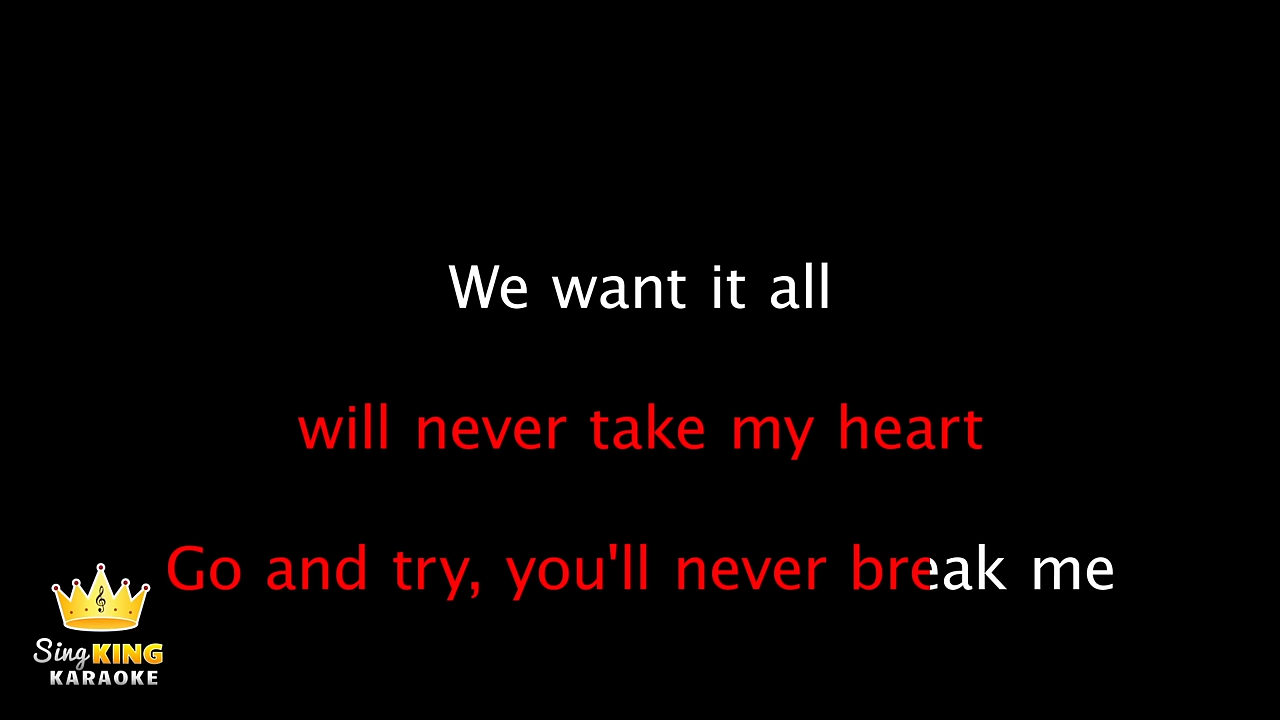 We want it all
will never take my heart
Go and try, you'll never break me
Sing KING
KARAOKE